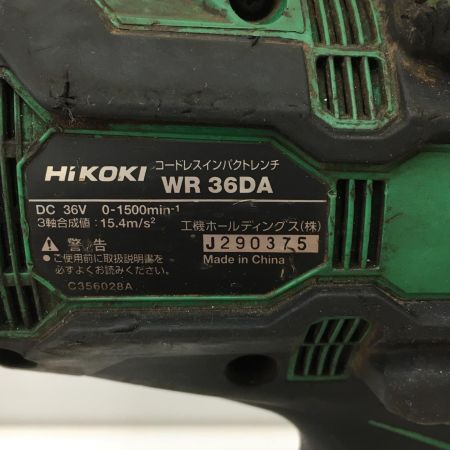 HiKOKI コードレスインパクトレンチ
WR 36DA
DC 36V 0-1500min⁻¹
3軸合成値: 15.4m/s²
工機ホールディングス(株)
J290375
Made in China
⚠ 警告
●ご使用前に取扱説明書を
必ずよくお読みください。
C356028A